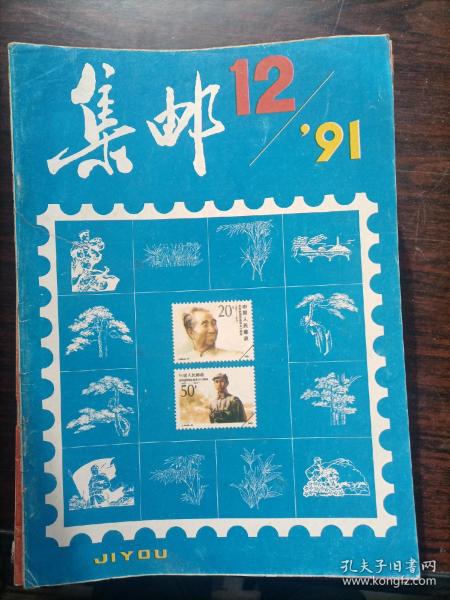 集邮
12
'91
20分
中国人民邮政
中国人民邮政
50分
JIYOU
孔夫子旧书网
www.kongfz.com